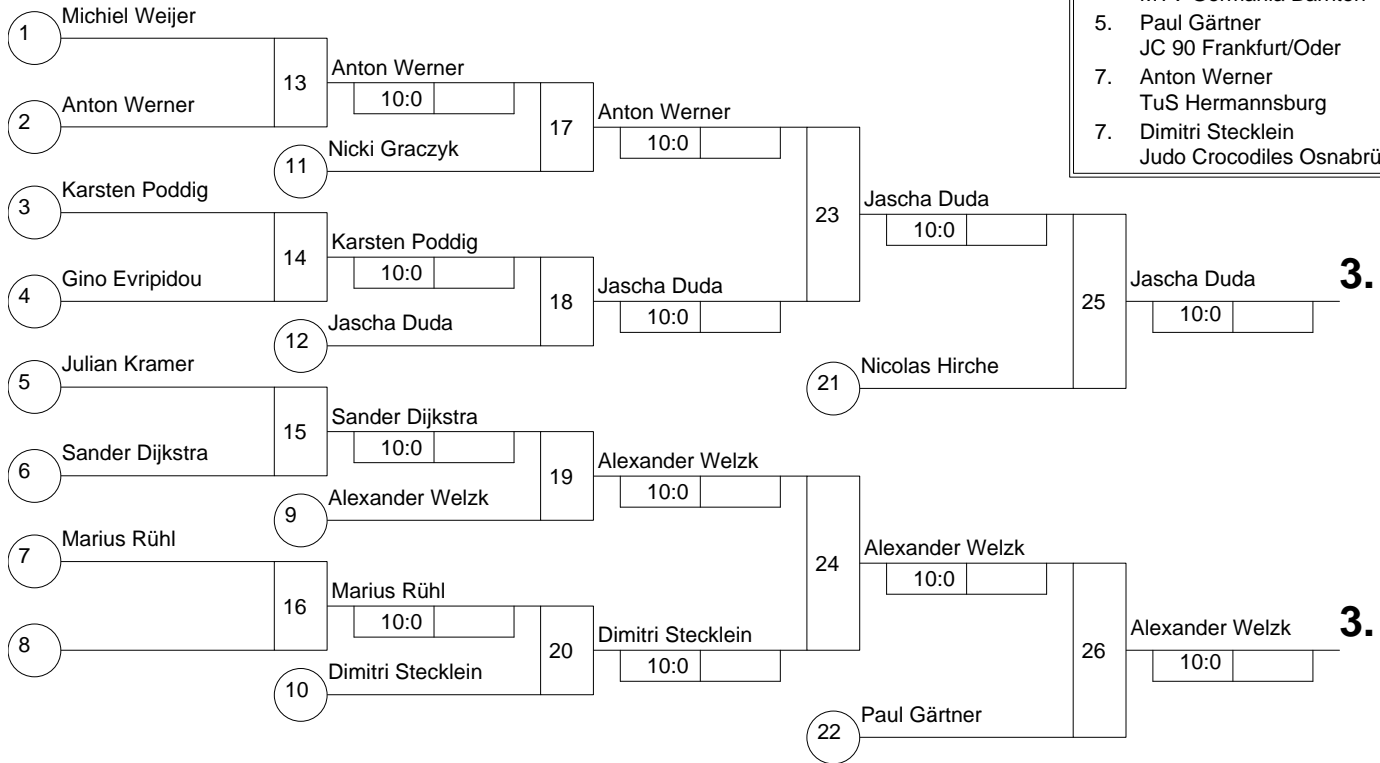 Michiel Weijer
1
13
Anton Werner
10:0
2
Anton Werner
17
Anton Werner
10:0
11
Nicki Graczyk
3
Karsten Poddig
14
Karsten Poddig
10:0
4
Gino Evripidou
18
Jascha Duda
10:0
12
Jascha Duda
23
Jascha Duda
10:0
25
Jascha Duda
10:0
3.
21
Nicolas Hirche
5
Julian Kramer
15
Sander Dijkstra
10:0
6
Sander Dijkstra
19
Alexander Welzk
10:0
9
Alexander Welzk
7
Marius Rühl
16
Marius Rühl
10:0
8
20
Dimitri Stecklein
10:0
10
Dimitri Stecklein
24
Alexander Welzk
10:0
26
Alexander Welzk
10:0
3.
22
Paul Gärtner
5. Paul Gärtner
JC 90 Frankfurt/Oder
7. Anton Werner
TuS Hermannsburg
7. Dimitri Stecklein
Judo Crocodiles Osnabrü